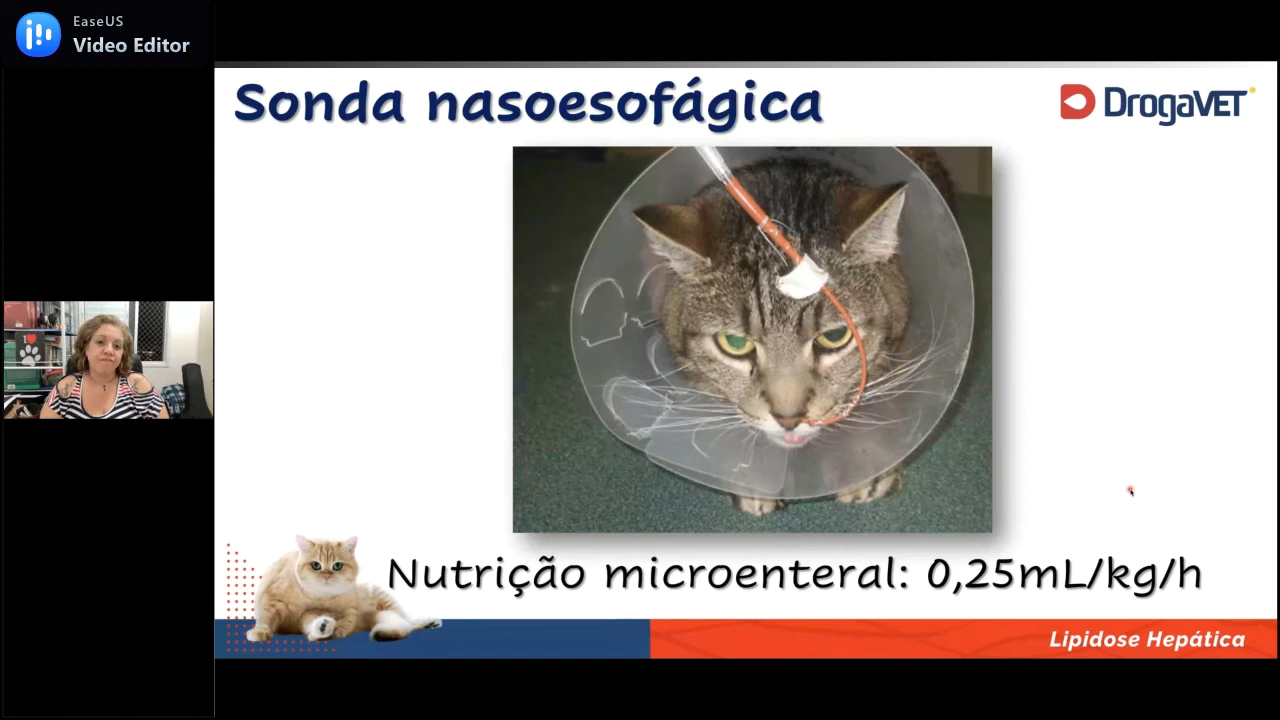 EaseUS
Video Editor
Sonda nasoesofágica
DrogaVET
Nutrição microenteral: 0,25mL/kg/h
Lipidose Hepática